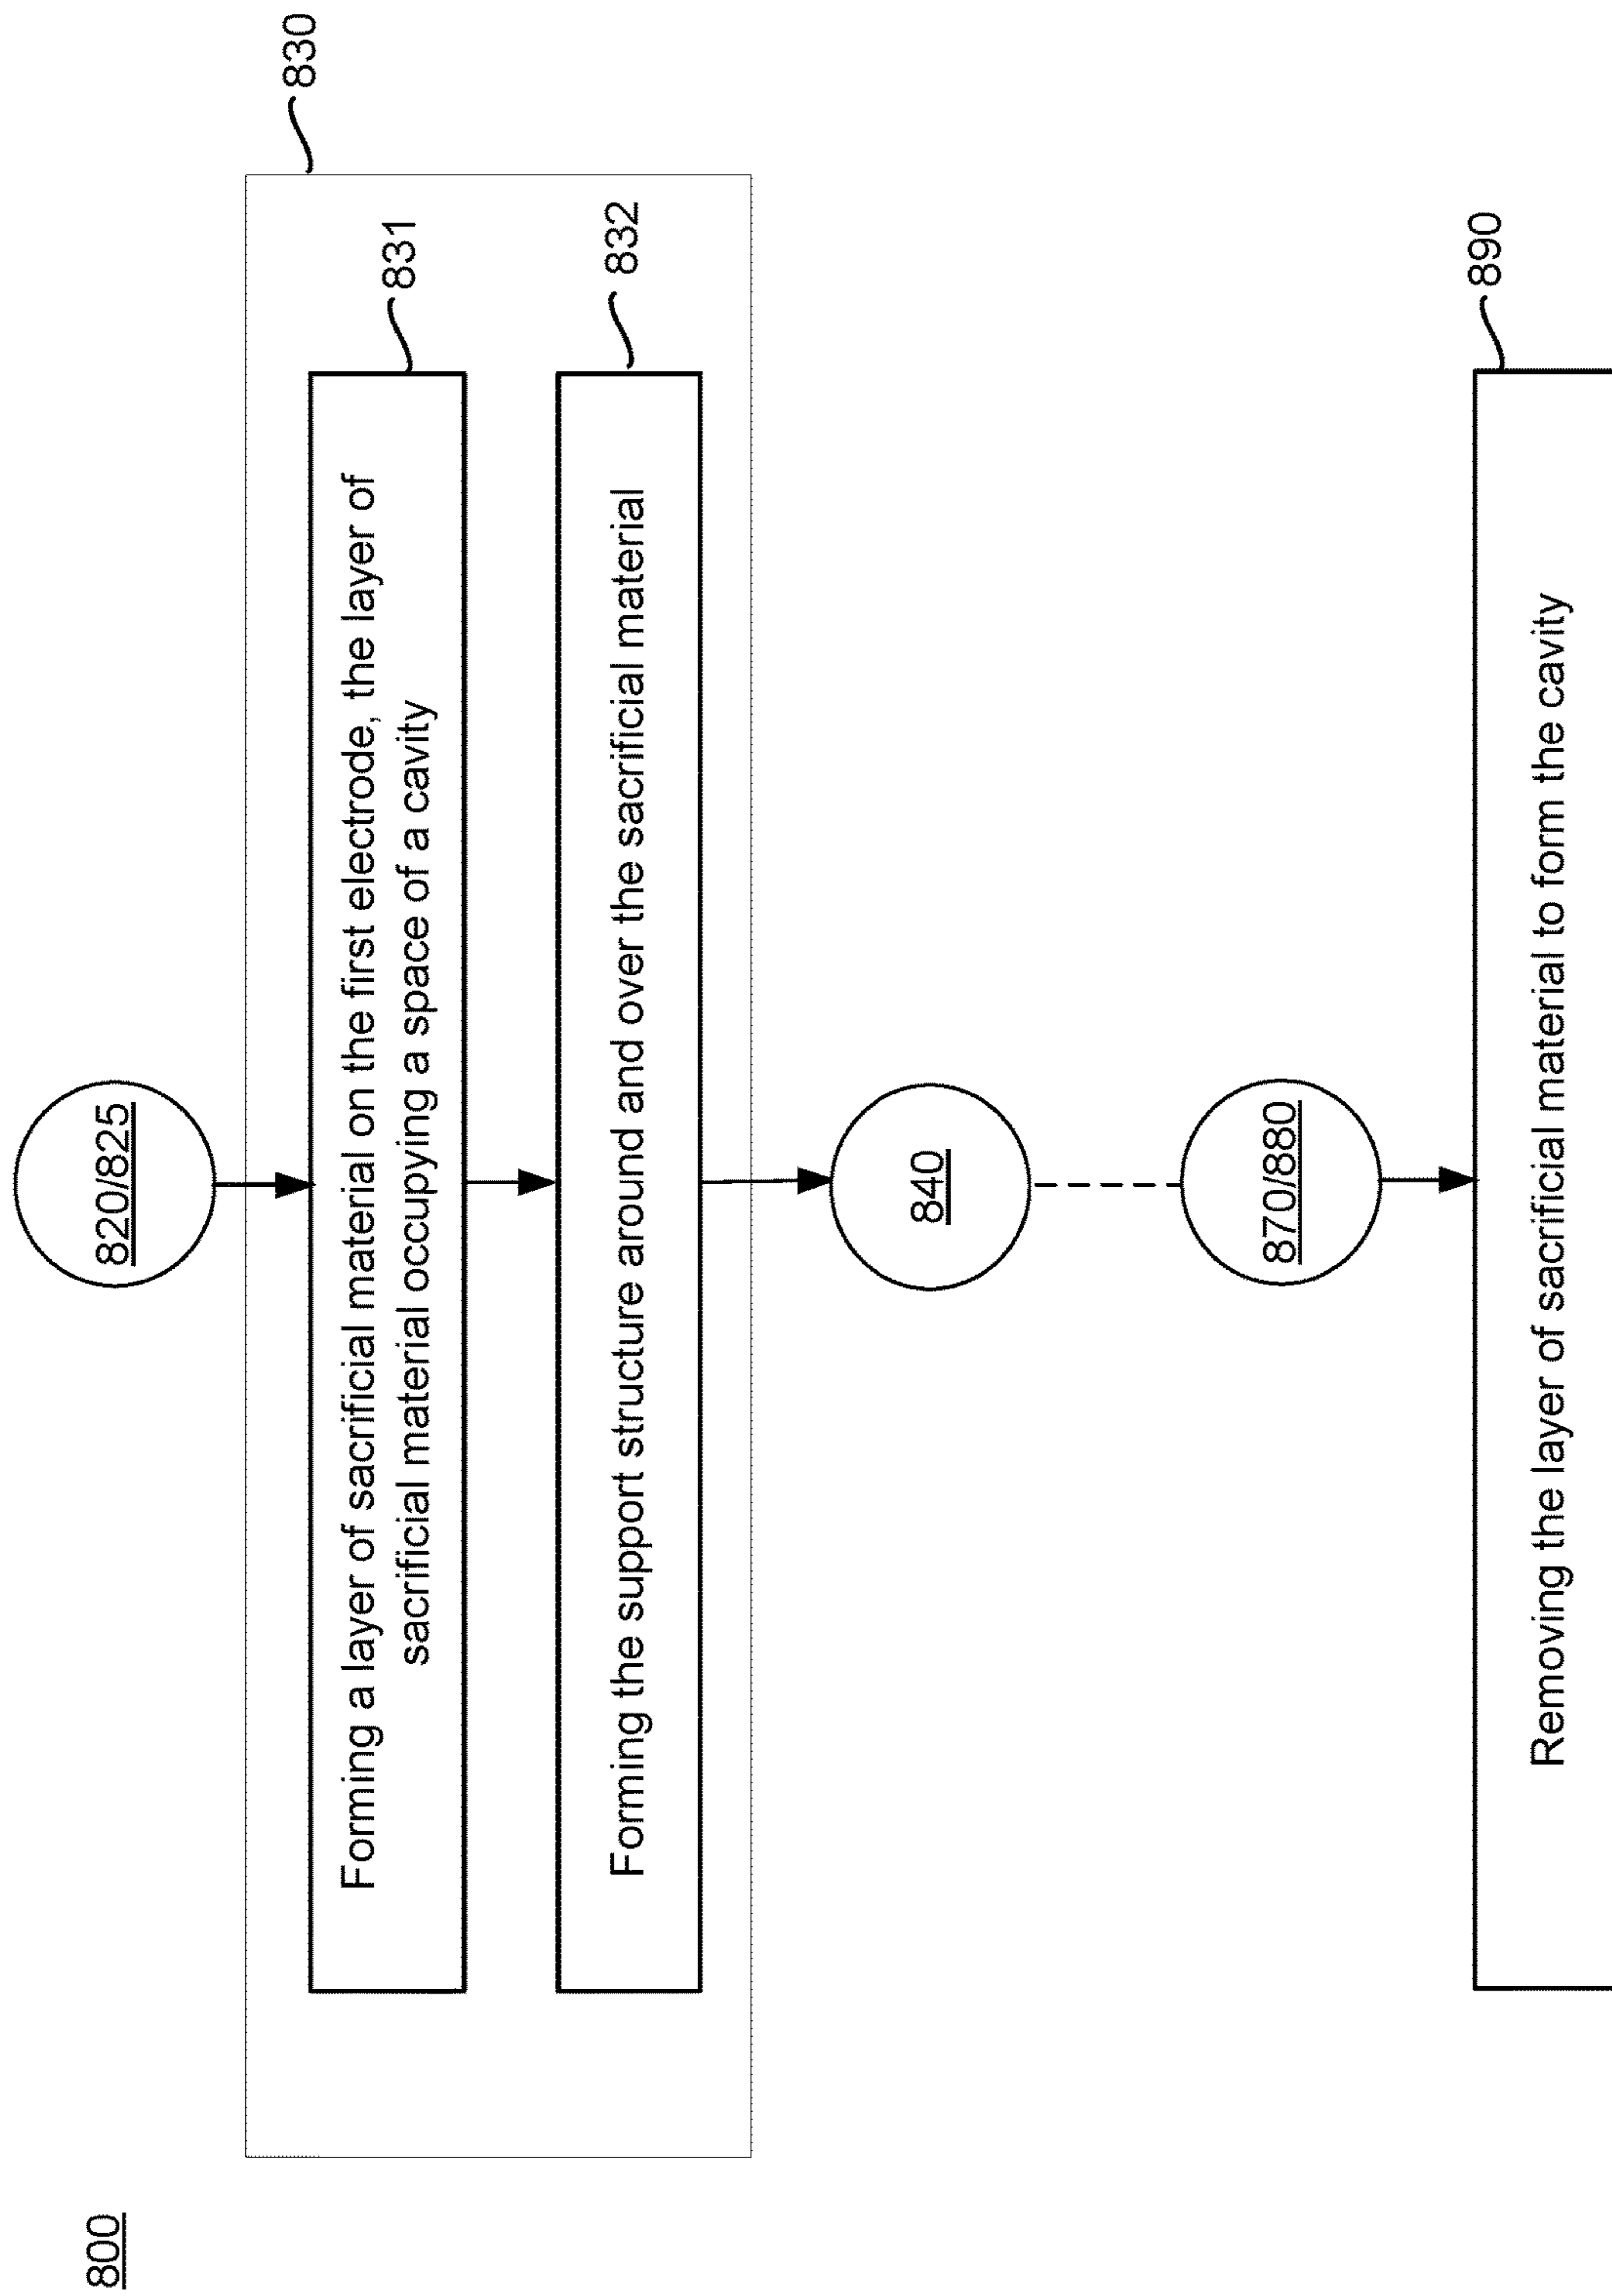 800
820/825
830
831
Forming a layer of sacrificial material on the first electrode, the layer of
sacrificial material occupying a space of a cavity
832
Forming the support structure around and over the sacrificial material
840
870/880
890
Removing the layer of sacrificial material to form the cavity